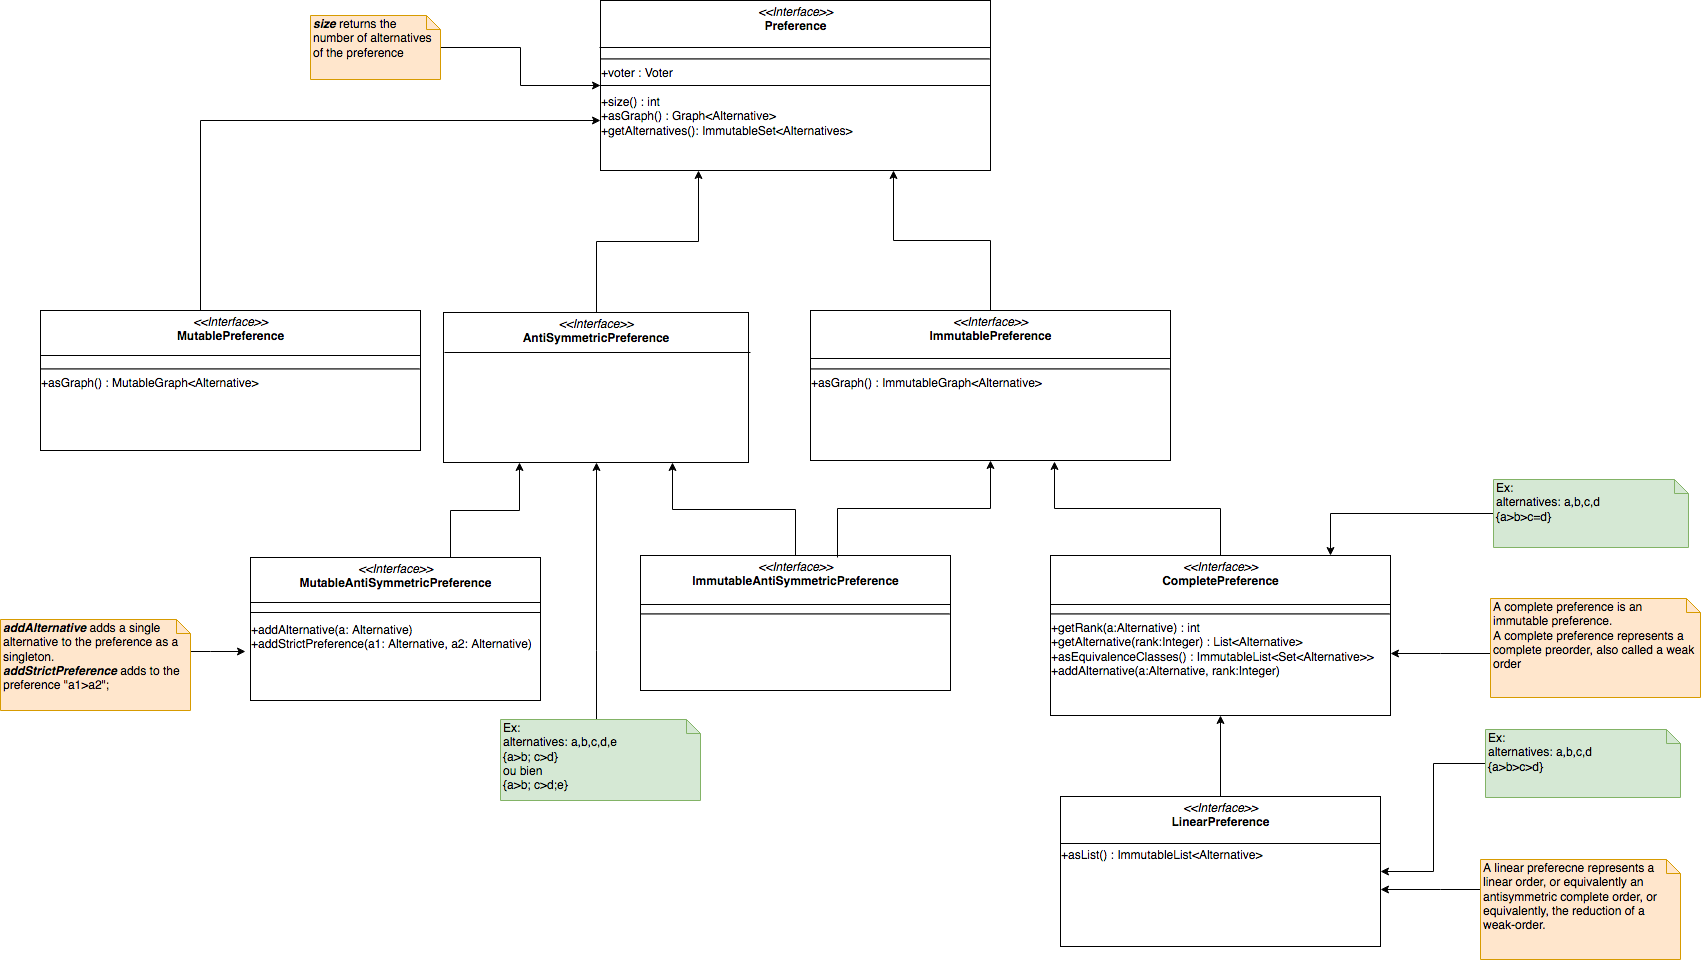 size returns the
number of alternatives
of the preference
<<Interface>>
Preference
+voter : Voter
+size() : int
+asGraph() : Graph<Alternative>
+getAlternatives(): ImmutableSet<Alternatives>
<<Interface>>
MutablePreference
+asGraph() : MutableGraph<Alternative>
<<Interface>>
AntiSymmetricPreference
<<Interface>>
ImmutablePreference
+asGraph() : ImmutableGraph<Alternative>
Ex:
alternatives: a,b,c,d
{a>b>c=d}
<<Interface>>
MutableAntiSymmetricPreference
+addAlternative(a: Alternative)
+addStrictPreference(a1: Alternative, a2: Alternative)
<<Interface>>
ImmutableAntiSymmetricPreference
<<Interface>>
CompletePreference
+getRank(a:Alternative) : int
+getAlternative(rank:Integer) : List<Alternative>
+asEquivalenceClasses() : ImmutableList<Set<Alternative>>
+addAlternative(a:Alternative, rank:Integer)
A complete preference is an
immutable preference.
A complete preference represents a
complete preorder, also called a weak
order
addAlternative adds a single
alternative to the preference as a
singleton.
addStrictPreference adds to the
preference "a1>a2";
Ex:
alternatives: a,b,c,d,e
{a>b; c>d}
ou bien
{a>b; c>d;e}
Ex:
alternatives: a,b,c,d
{a>b>c>d}
<<Interface>>
LinearPreference
+asList() : ImmutableList<Alternative>
A linear preferecne represents a
linear order, or equivalently an
antisymmetric complete order, or
equivalently, the reduction of a
weak-order.